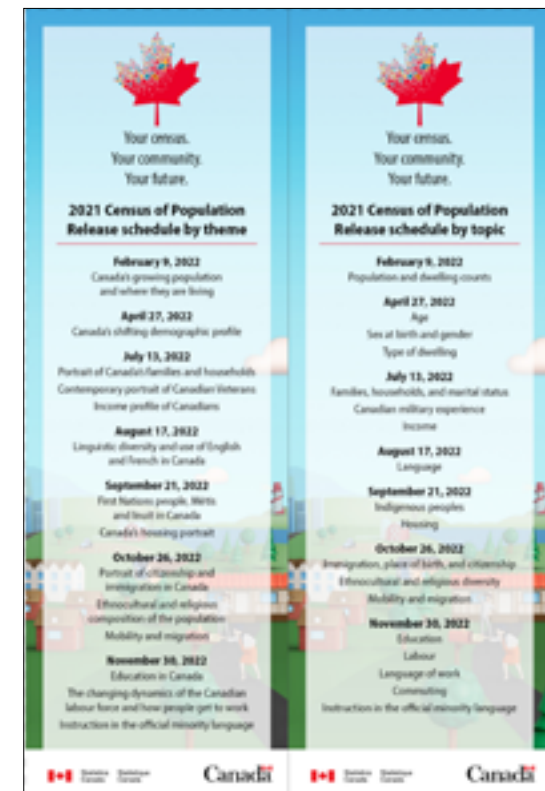 Your census.
Your community.
Your future.
2021 Census of Population
Release schedule by theme
February 9, 2022
Canada's growing population
and where they are living
April 27, 2022
Canada's shifting demographic profile
July 13, 2022
Portrait of Canada's families and households
Contemporary portrait of Canadian Veterans
Income profile of Canadians
August 17, 2022
Linguistic diversity and use of English
and French in Canada
September 21, 2022
First Nations people, Métis
and Inuit in Canada
Canada's housing portrait
October 26, 2022
Portrait of citizenship and
immigration in Canada
Ethnocultural and religious
composition of the population
Mobility and migration
November 30, 2022
Education in Canada
The changing dynamics of the Canadian
labour force and how people get to work
Instruction in the official minority language
Statistics Statistique
Canada Canada
Canada
Your census.
Your community.
Your future.
2021 Census of Population
Release schedule by topic
February 9, 2022
Population and dwelling counts
April 27, 2022
Age
Sex at birth and gender
Type of dwelling
July 13, 2022
Families, households, and marital status
Canadian military experience
Income
August 17, 2022
Language
September 21, 2022
Indigenous peoples
Housing
October 26, 2022
Immigration, place of birth, and citizenship
Ethnocultural and religious diversity
Mobility and migration
November 30, 2022
Education
Labour
Language of work
Commuting
Instruction in the official minority language
Statistics Statistique
Canada Canada
Canada